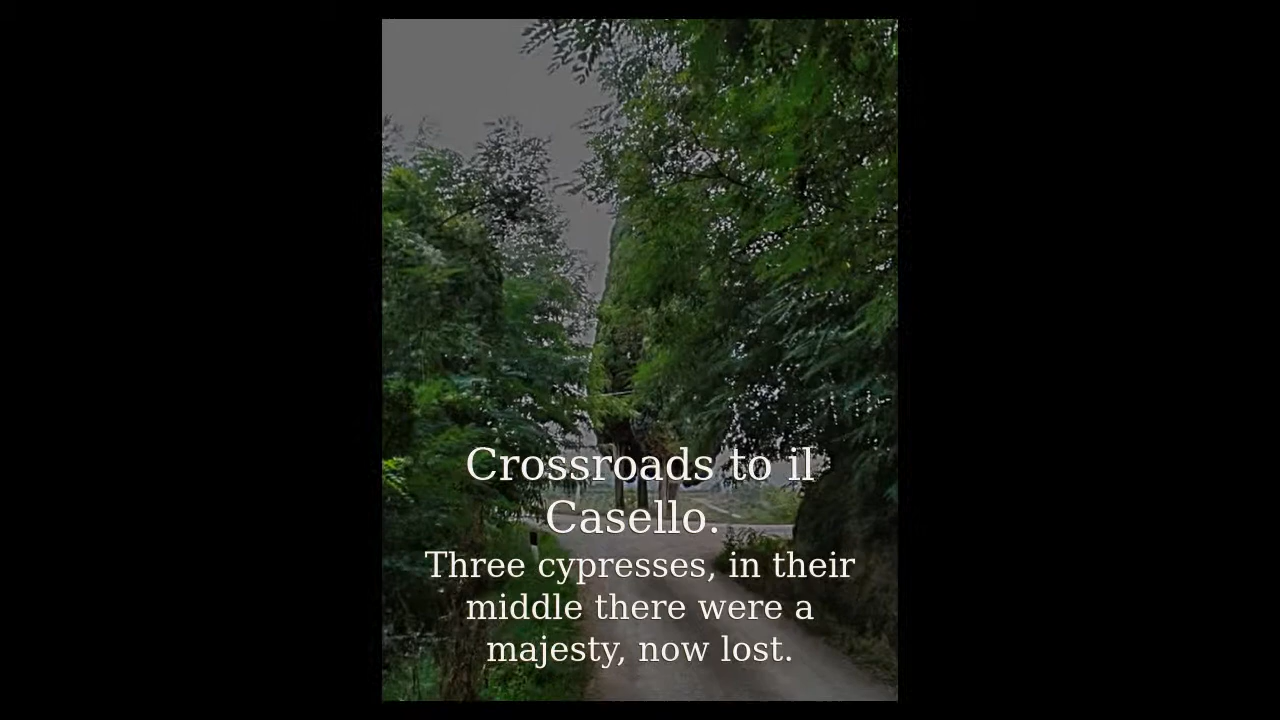 Crossroads to il
Casello.
Three cypresses, in their
middle there were a
majesty, now lost.